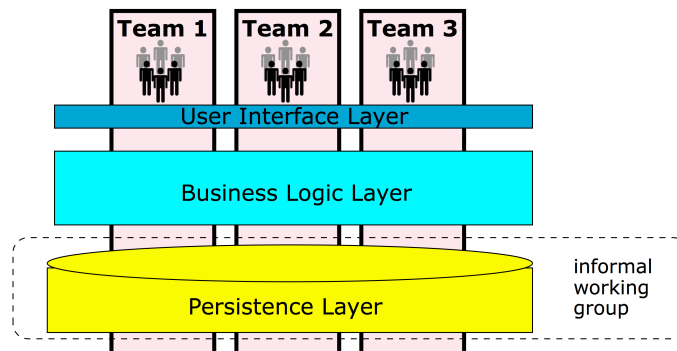 Team 1 Team 2 Team 3
User Interface Layer
Business Logic Layer
Persistence Layer
informal
working
group